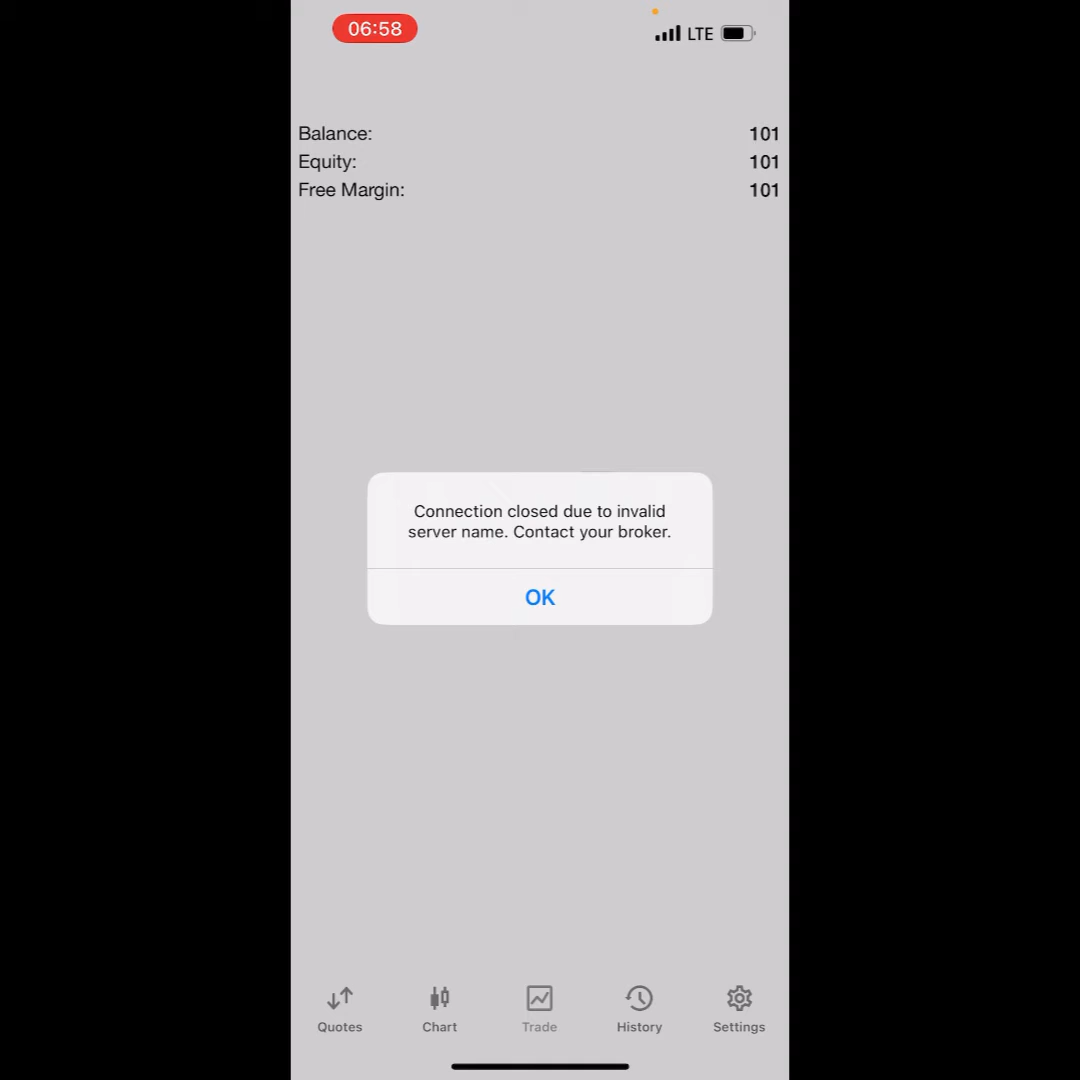 06:58 LTE
Balance: 101
Equity: 101
Free Margin: 101
Connection closed due to invalid
server name. Contact your broker.
OK
Quotes Chart Trade History Settings